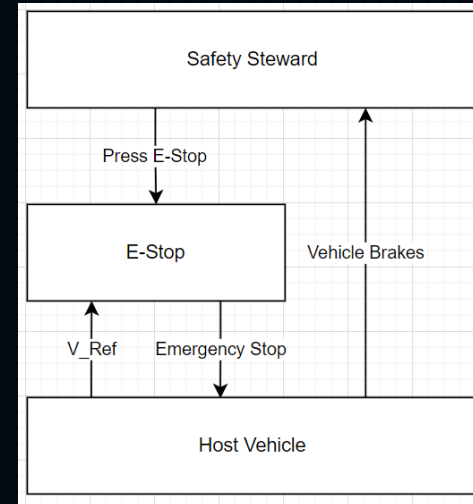 Safety Steward
Press E-Stop
E-Stop
Vehicle Brakes
V_Ref
Emergency Stop
Host Vehicle